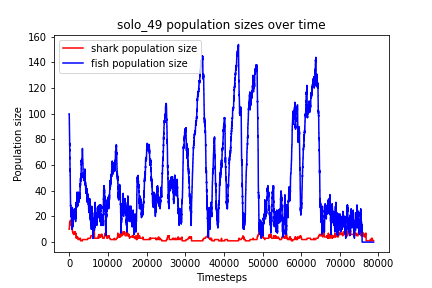 solo_49 population sizes over time
shark population size
fish population size
Population size
160
140
120
100
80
60
40
20
0
0 10000 20000 30000 40000 50000 60000 70000 80000
Timesteps